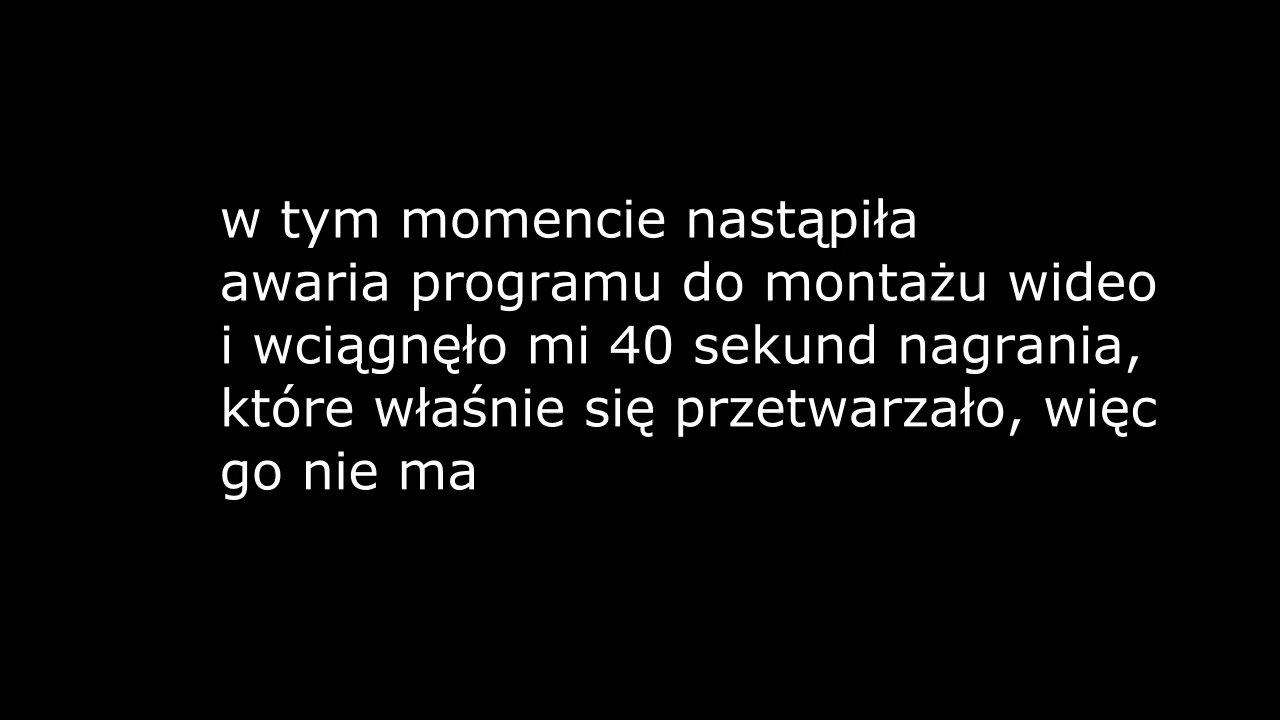 w tym momencie nastąpiła
awaria programu do montażu wideo
i wciągnęło mi 40 sekund nagrania,
które właśnie się przetwarzało, więc
go nie ma